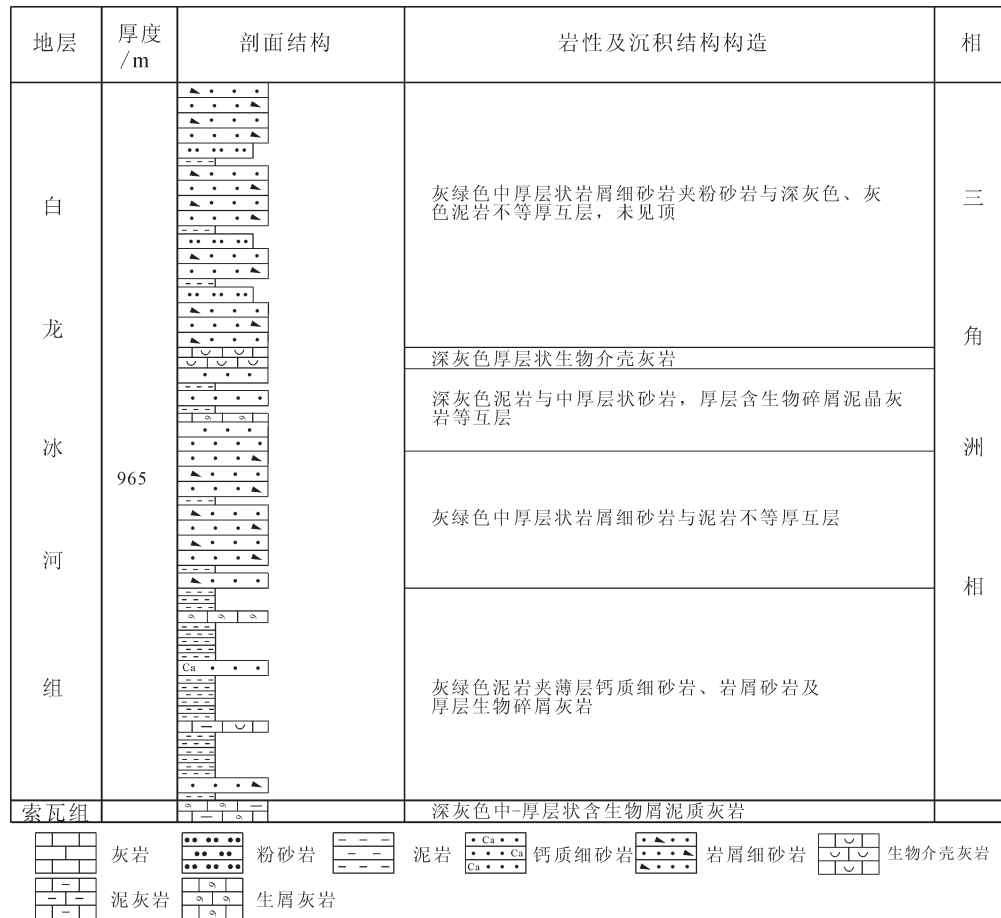 地层
厚度
/m
剖面结构
岩性及沉积结构构造
相
白
龙
冰
河
组
965
灰绿色中厚层状岩屑细砂岩夹粉砂岩与深灰色、灰
色泥岩不等厚互层，未见顶
深灰色厚层状生物介壳灰岩
深灰色泥岩与中厚层状砂岩，厚层含生物碎屑泥晶灰
岩等互层
灰绿色中厚层状岩屑细砂岩与泥岩不等厚互层
Ca
灰绿色泥岩夹薄层钙质细砂岩、岩屑砂岩及
厚层生物碎屑灰岩
三
角
洲
相
索瓦组
深灰色中-厚层状含生物屑泥质灰岩
灰岩
粉砂岩
泥岩
Ca
Ca
Ca
钙质细砂岩
岩屑细砂岩
生物介壳灰岩
泥灰岩
生屑灰岩